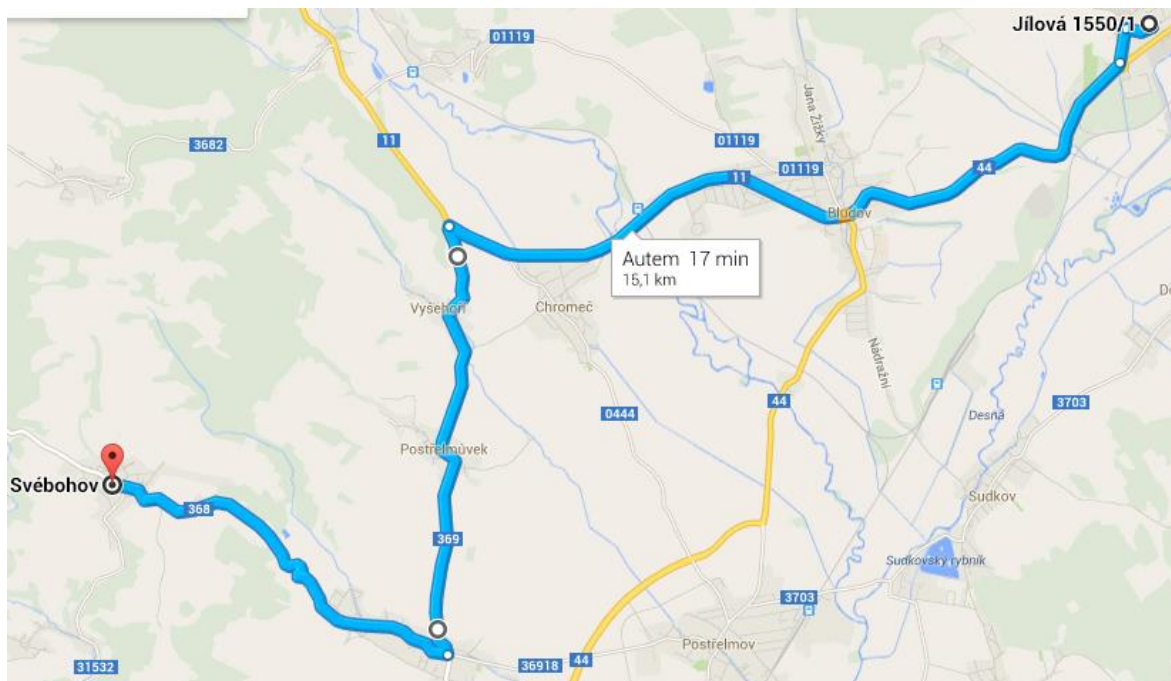 Jílová 1550/1
01119
3682
11
01119
Jana Žižky
01119
44
11
Bludov
Autem 17 min
15,1 km
Vyšehoří
Chromeč
Nádražní
44
3703
0444
Desná
Postřelmůvek
Svébohov
368
Sudkov
369
Sudkovský rybník
3703
Postřelmov
31532
36918
44